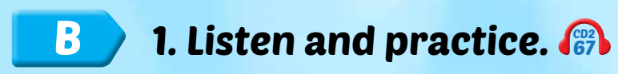 B 1. Listen and practice. CD2
67